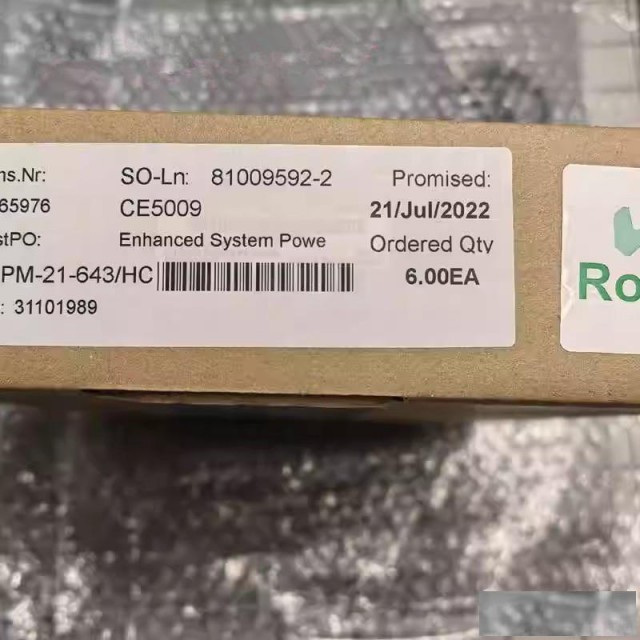 ns.Nr: SO-Ln: 81009592-2 Promised:
65976 CE5009 21/Jul/2022
stPO: Enhanced System Powe Ordered Qty
PM-21-643/HC 6.00EA
: 31101989
Ro